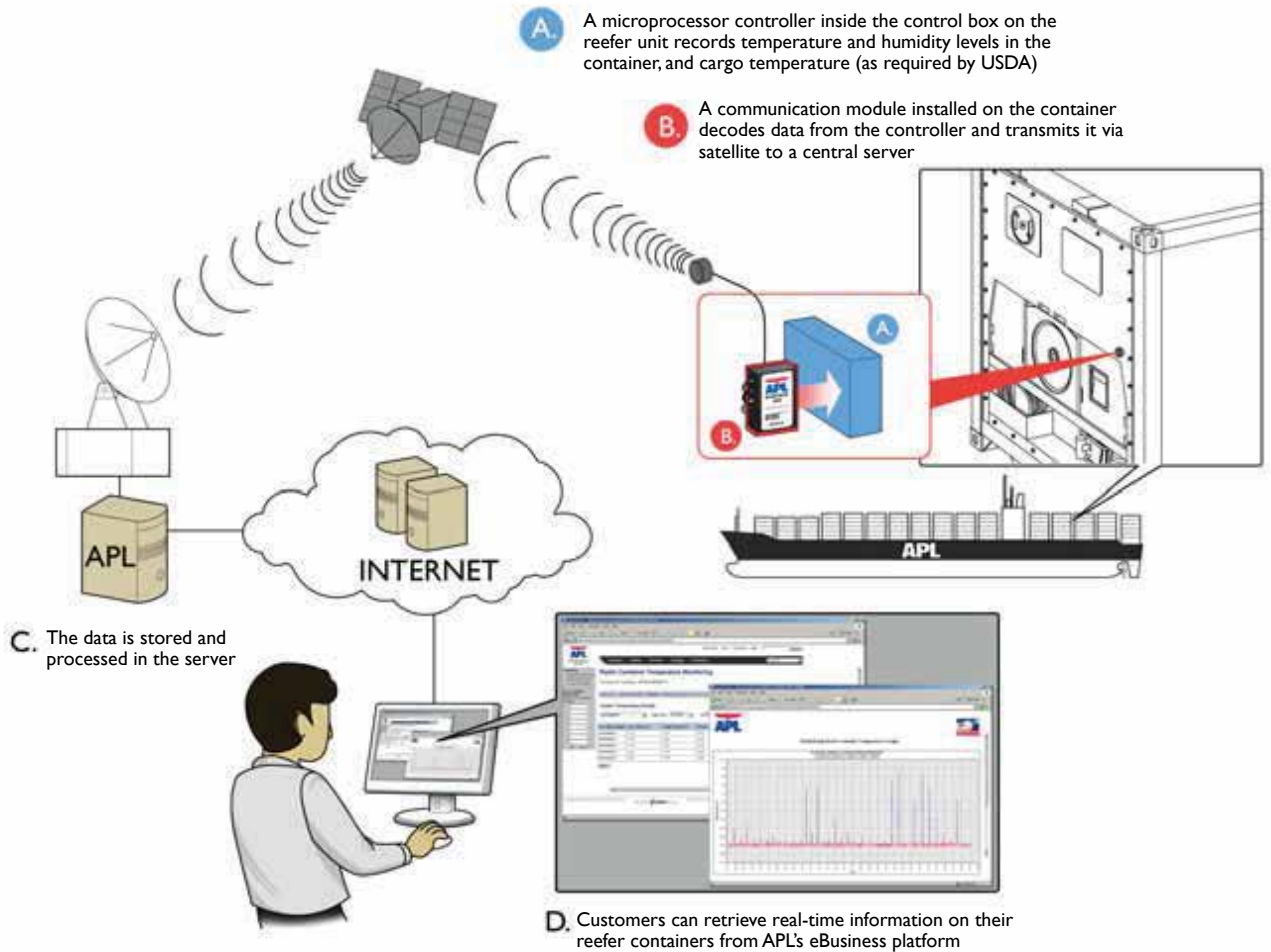 A.
A microprocessor controller inside the control box on the
reefer unit records temperature and humidity levels in the
container, and cargo temperature (as required by USDA)
B.
A communication module installed on the container
decodes data from the controller and transmits it via
satellite to a central server
A.
APL
B.
APL
INTERNET
APL
C. The data is stored and
processed in the server
APL
Reefer Container Temperature Monitoring
APL
D. Customers can retrieve real-time information on their
reefer containers from APL's eBusiness platform